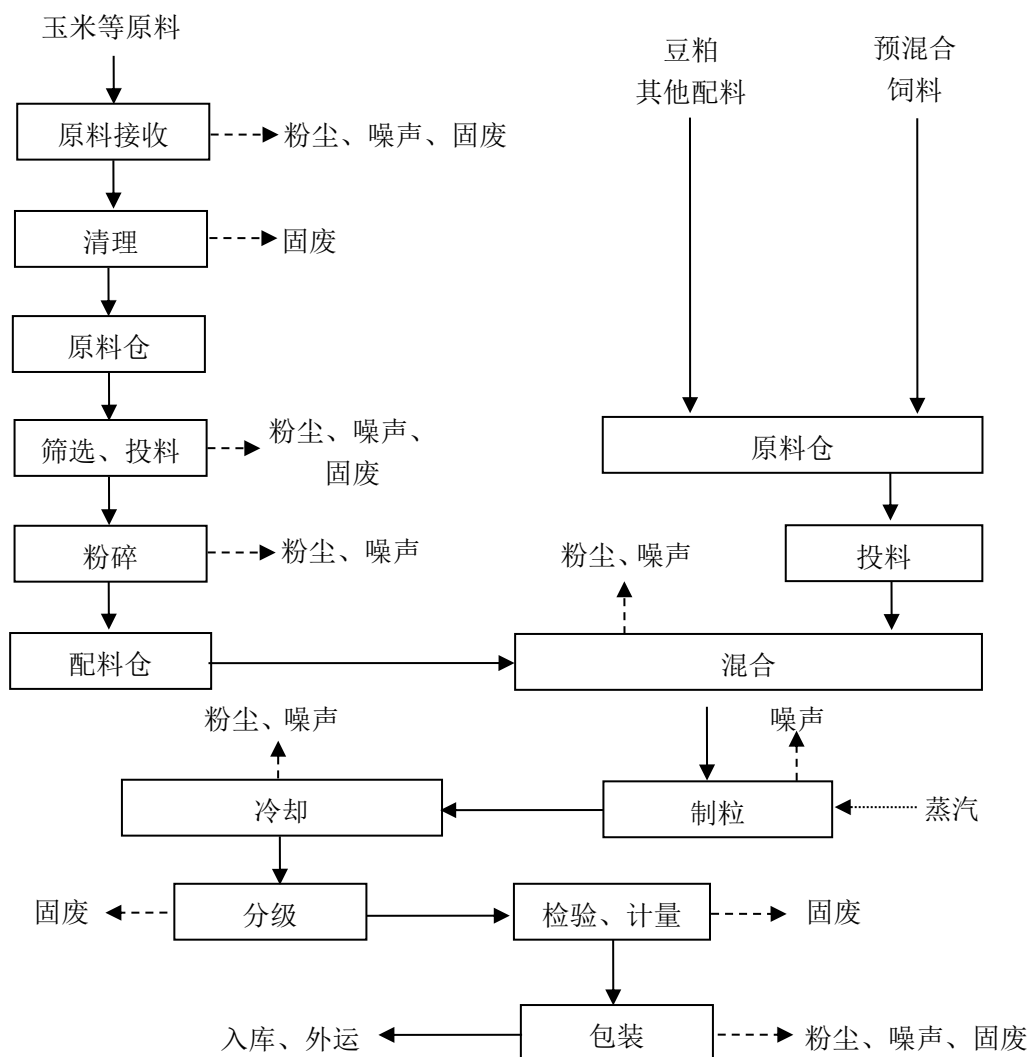 玉米等原料
豆粕
其他配料
预混合
饲料
原料接收
粉尘、噪声、固废
清理
固废
原料仓
筛选、投料
粉尘、噪声、
固废
原料仓
粉碎
粉尘、噪声
粉尘、噪声
投料
配料仓
混合
粉尘、噪声
噪声
冷却
制粒
蒸汽
固废
分级
检验、计量
固废
入库、外运
包装
粉尘、噪声、固废